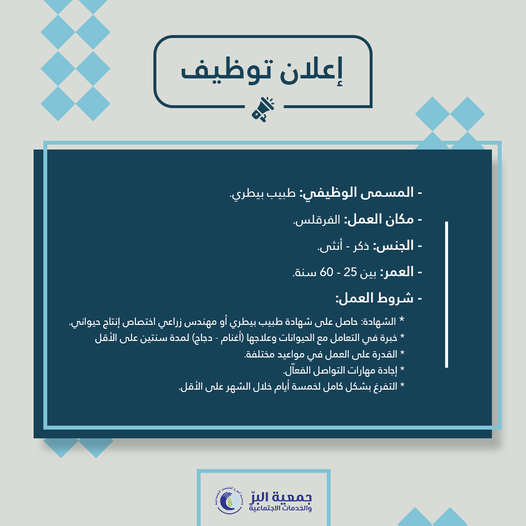 إعلان توظيف
- المسمى الوظيفي: طبيب بيطري.
- مكان العمل: الفرقلس.
- الجنس: ذكر - أنثى.
- العمر: بين 25 - 60 سنة.
- شروط العمل:
* الشهادة: حاصل على شهادة طبيب بيطري أو مهندس زراعي اختصاص إنتاج حيواني.
* خبرة في التعامل مع الحيوانات وعلاجها (أغنام - دجاج) لمدة سنتين على الأقل
* القدرة على العمل في مواعيد مختلفة.
* إجادة مهارات التواصل الفعاّل.
* التفرغ بشكل كامل لخمسة أيام خلال الشهر على الأقل.
جمعية البرّ
والخدمات الاجتماعية